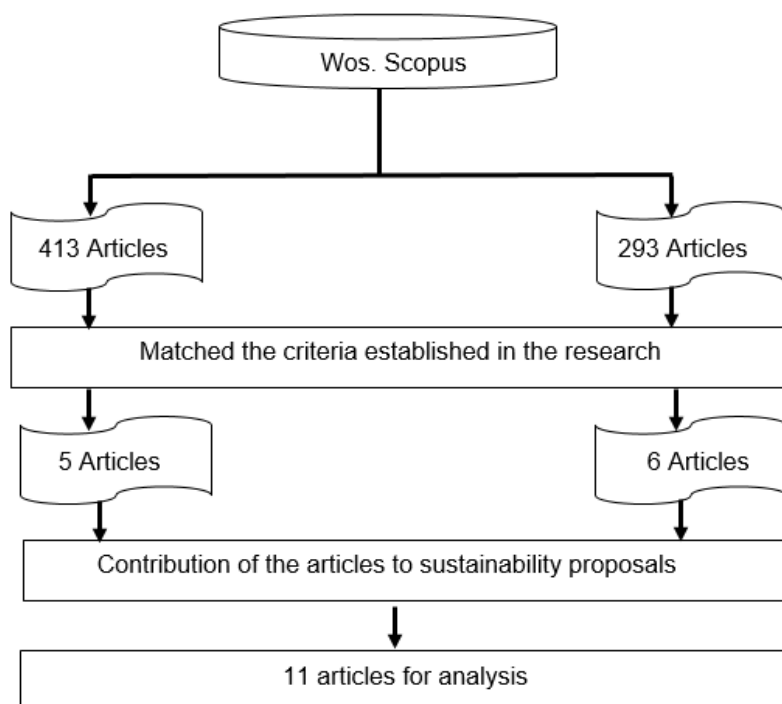 Wos. Scopus
413 Articles
293 Articles
Matched the criteria established in the research
5 Articles
6 Articles
Contribution of the articles to sustainability proposals
11 articles for analysis